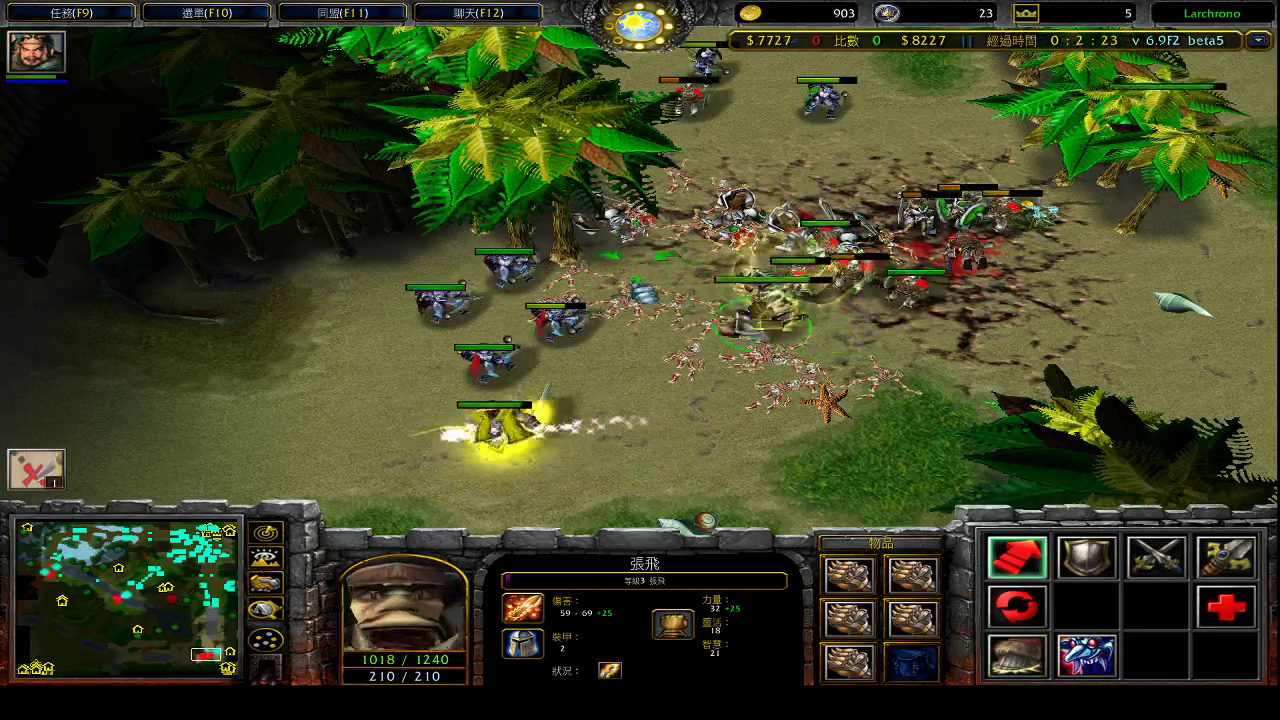 任務(F9) 選單(F10) 同盟(F11) 聊天(F12) 903 23 5 Larchrono
$.7727 0 比數 0 $.8227 || 經過時間 0 : 2 : 23 v 6.9F2 beta5
1
張飛
等級3 張飛
傷害：
59 - 69 +25
裝甲：
2
狀況：
力量：
32 +25
靈活：
18
智慧：
21
物品
1018 / 1240
210 / 210